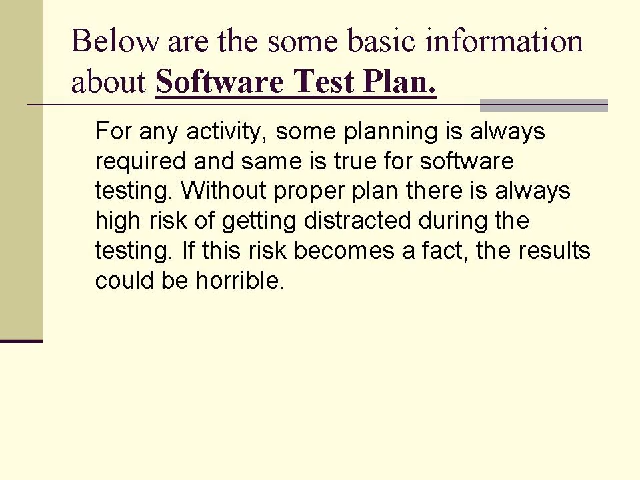 Below are the some basic information
about Software Test Plan.
For any activity, some planning is always
required and same is true for software
testing. Without proper plan there is always
high risk of getting distracted during the
testing. If this risk becomes a fact, the results
could be horrible.